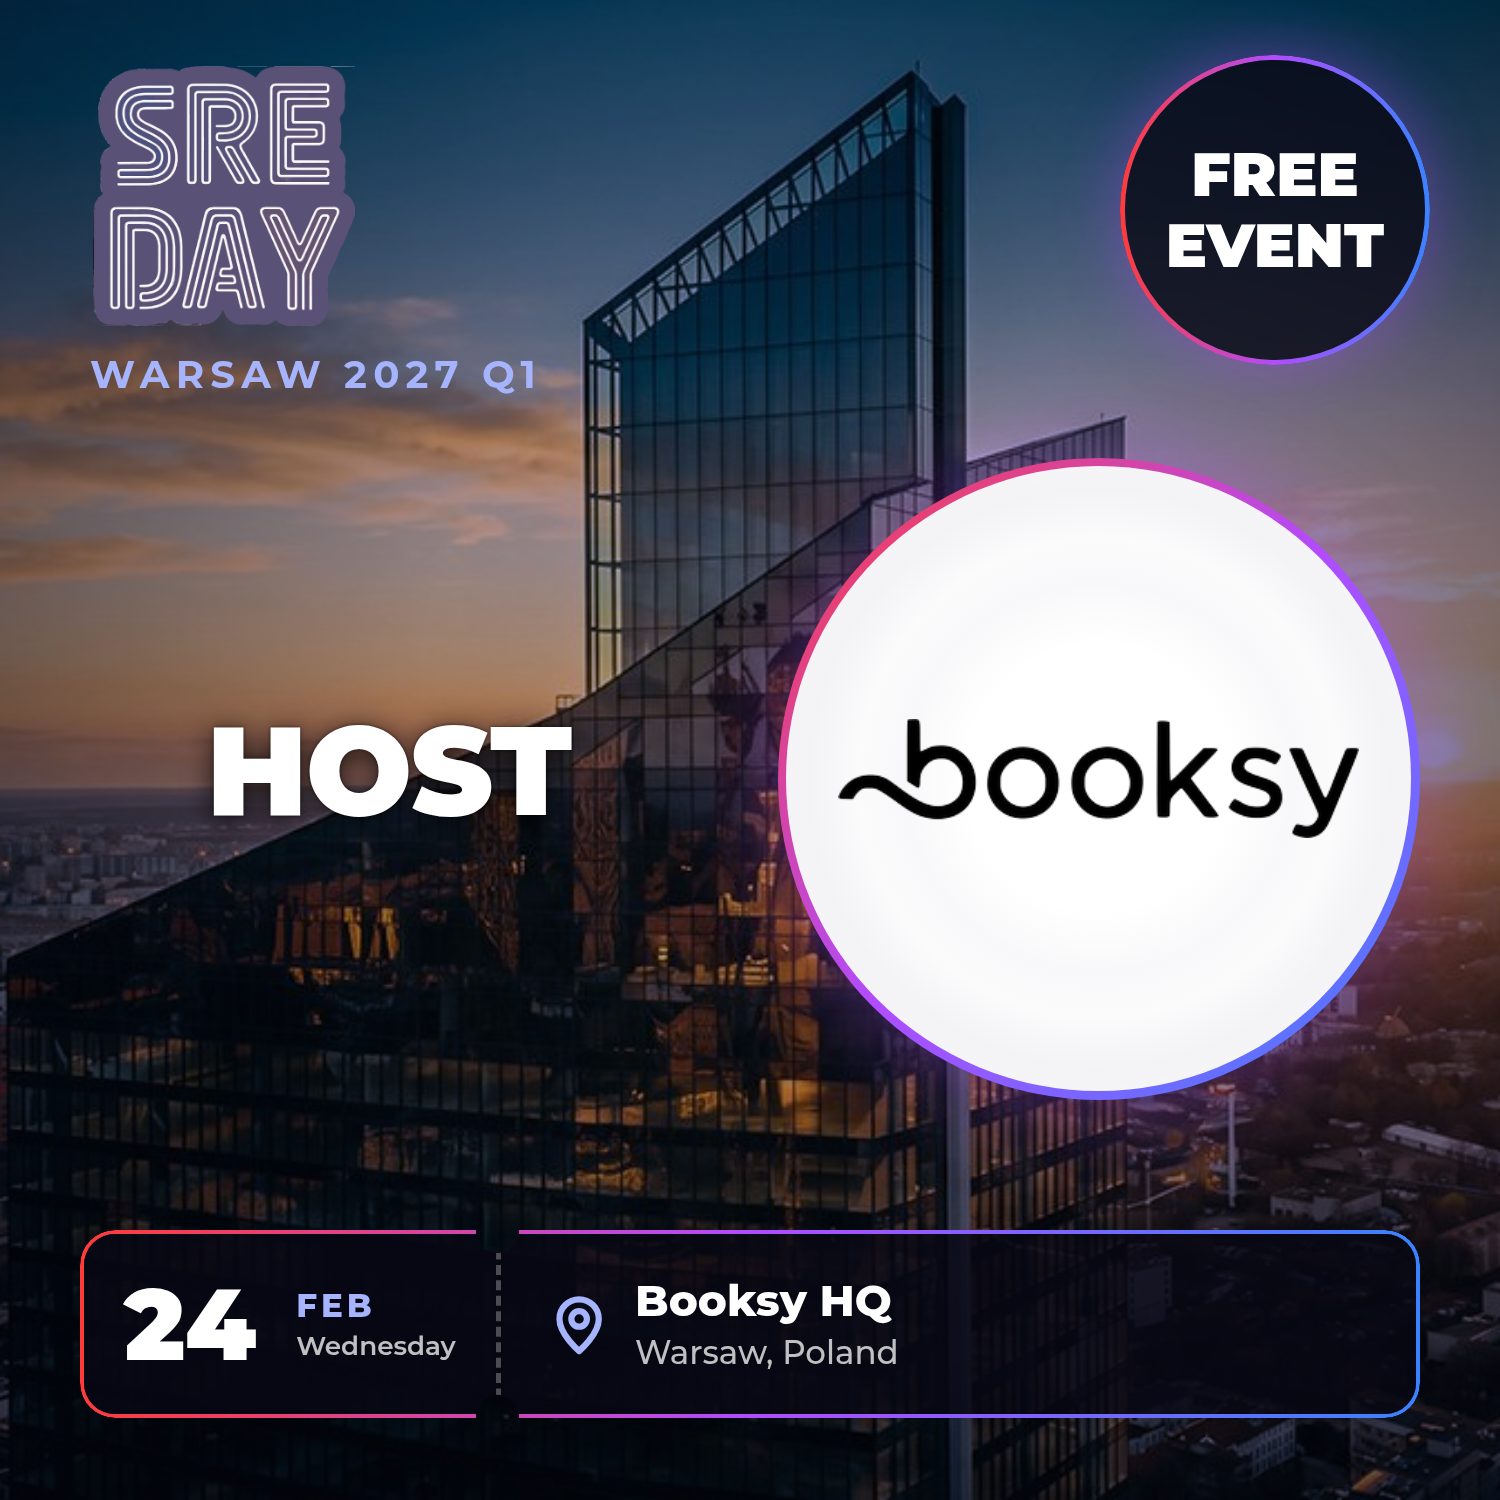 SRE
DAY
WARSAW 2027 Q1
FREE
EVENT
HOST
booksy
24
FEB
Wednesday
Booksy HQ
Warsaw, Poland